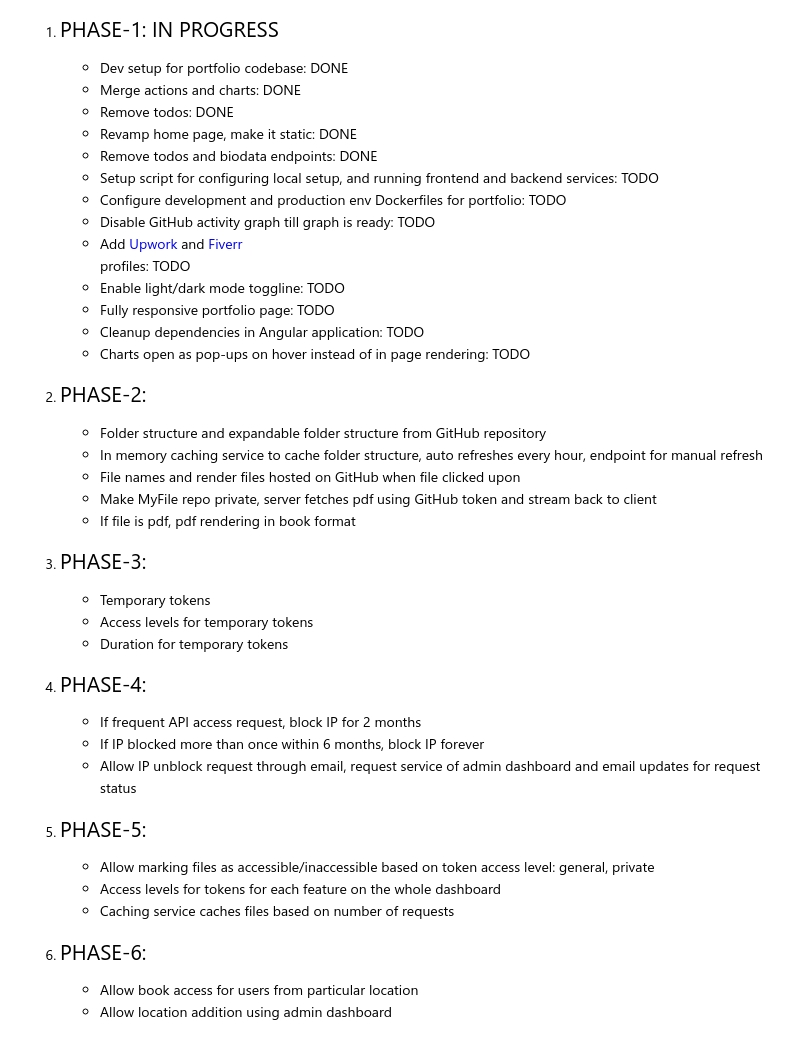 1. PHASE-1: IN PROGRESS
Dev setup for portfolio codebase: DONE
Merge actions and charts: DONE
Remove todos: DONE
Revamp home page, make it static: DONE
Remove todos and biodata endpoints: DONE
Setup script for configuring local setup, and running frontend and backend services: TODO
Configure development and production env Dockerfiles for portfolio: TODO
Disable GitHub activity graph till graph is ready: TODO
Add Upwork and Fiverr
profiles: TODO
Enable light/dark mode toggline: TODO
Fully responsive portfolio page: TODO
Cleanup dependencies in Angular application: TODO
Charts open as pop-ups on hover instead of in page rendering: TODO
2. PHASE-2:
Folder structure and expandable folder structure from GitHub repository
In memory caching service to cache folder structure, auto refreshes every hour, endpoint for manual refresh
File names and render files hosted on GitHub when file clicked upon
Make MyFile repo private, server fetches pdf using GitHub token and stream back to client
If file is pdf, pdf rendering in book format
3. PHASE-3:
Temporary tokens
Access levels for temporary tokens
Duration for temporary tokens
4. PHASE-4:
If frequent API access request, block IP for 2 months
If IP blocked more than once within 6 months, block IP forever
Allow IP unblock request through email, request service of admin dashboard and email updates for request
status
5. PHASE-5:
Allow marking files as accessible/inaccessible based on token access level: general, private
Access levels for tokens for each feature on the whole dashboard
Caching service caches files based on number of requests
6. PHASE-6:
Allow book access for users from particular location
Allow location addition using admin dashboard